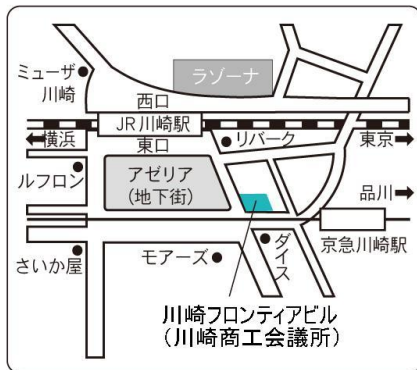 ミューザ
川崎
ラゾーナ
西口
JR川崎駅
横浜
東口
リバーク
東京
ルフロン
アゼリア
(地下街)
品川
さいか屋
モアーズ
ダイス
京急川崎駅
川崎フロンティアビル
(川崎商工会議所)